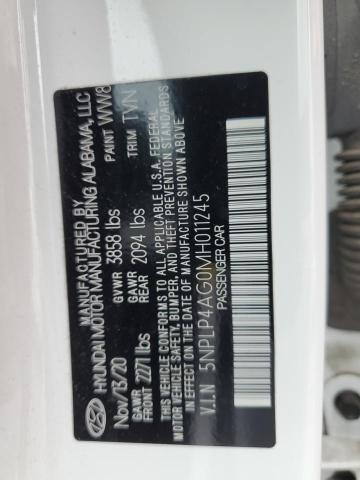 MANUFACTURED BY
HYUNDAI MOTOR MANUFACTURING ALABAMA, LLC
Nov/13/20 GVWR 3858 lbs PAINT WW8
GAWR FRONT 2271 lbs GAWR REAR 2094 lbs TRIM TVN
THIS VEHICLE CONFORMS TO ALL APPLICABLE U.S.A. FEDERAL
MOTOR VEHICLE SAFETY, BUMPER, AND THEFT PREVENTION STANDARDS
IN EFFECT ON THE DATE OF MANUFACTURE SHOWN ABOVE.
V.I.N 5NPLP4AG0MH011245
PASSENGER CAR